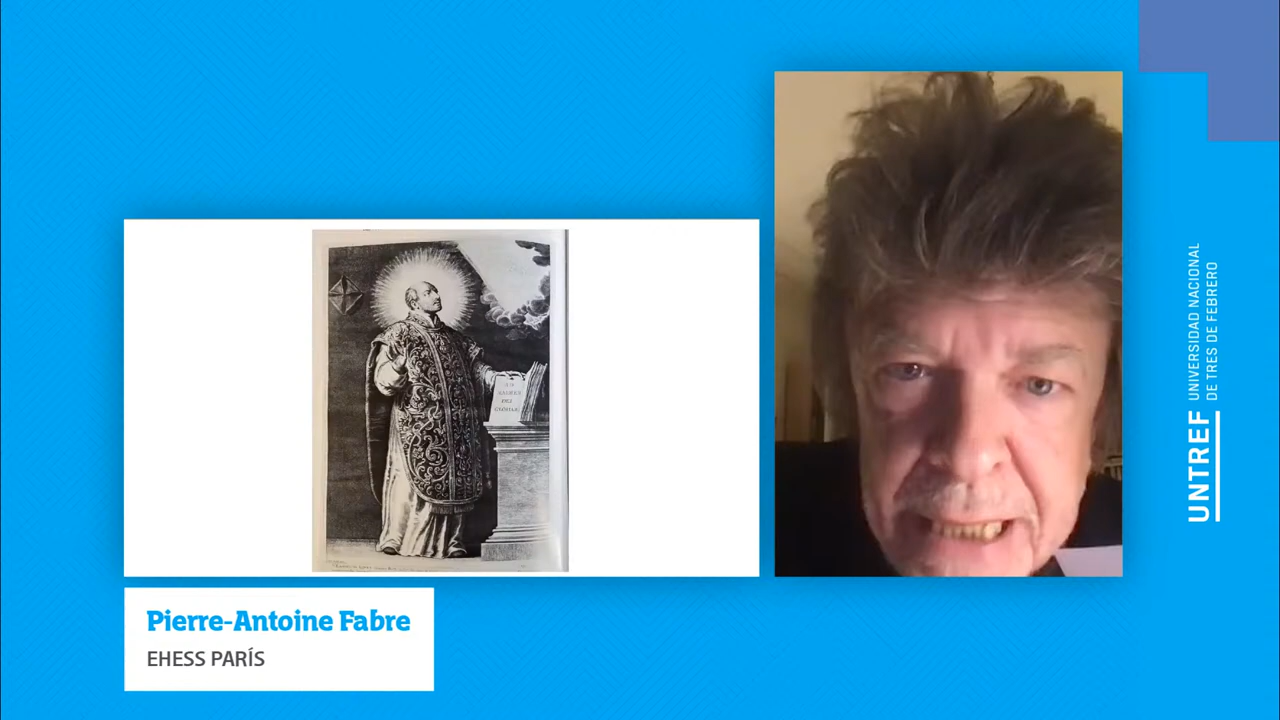 AD
MAIOREM
DEI
GLORIAM
Pierre-Antoine Fabre
EHESS PARÍS
UNTREF
UNIVERSIDAD NACIONAL
DE TRES DE FEBRERO